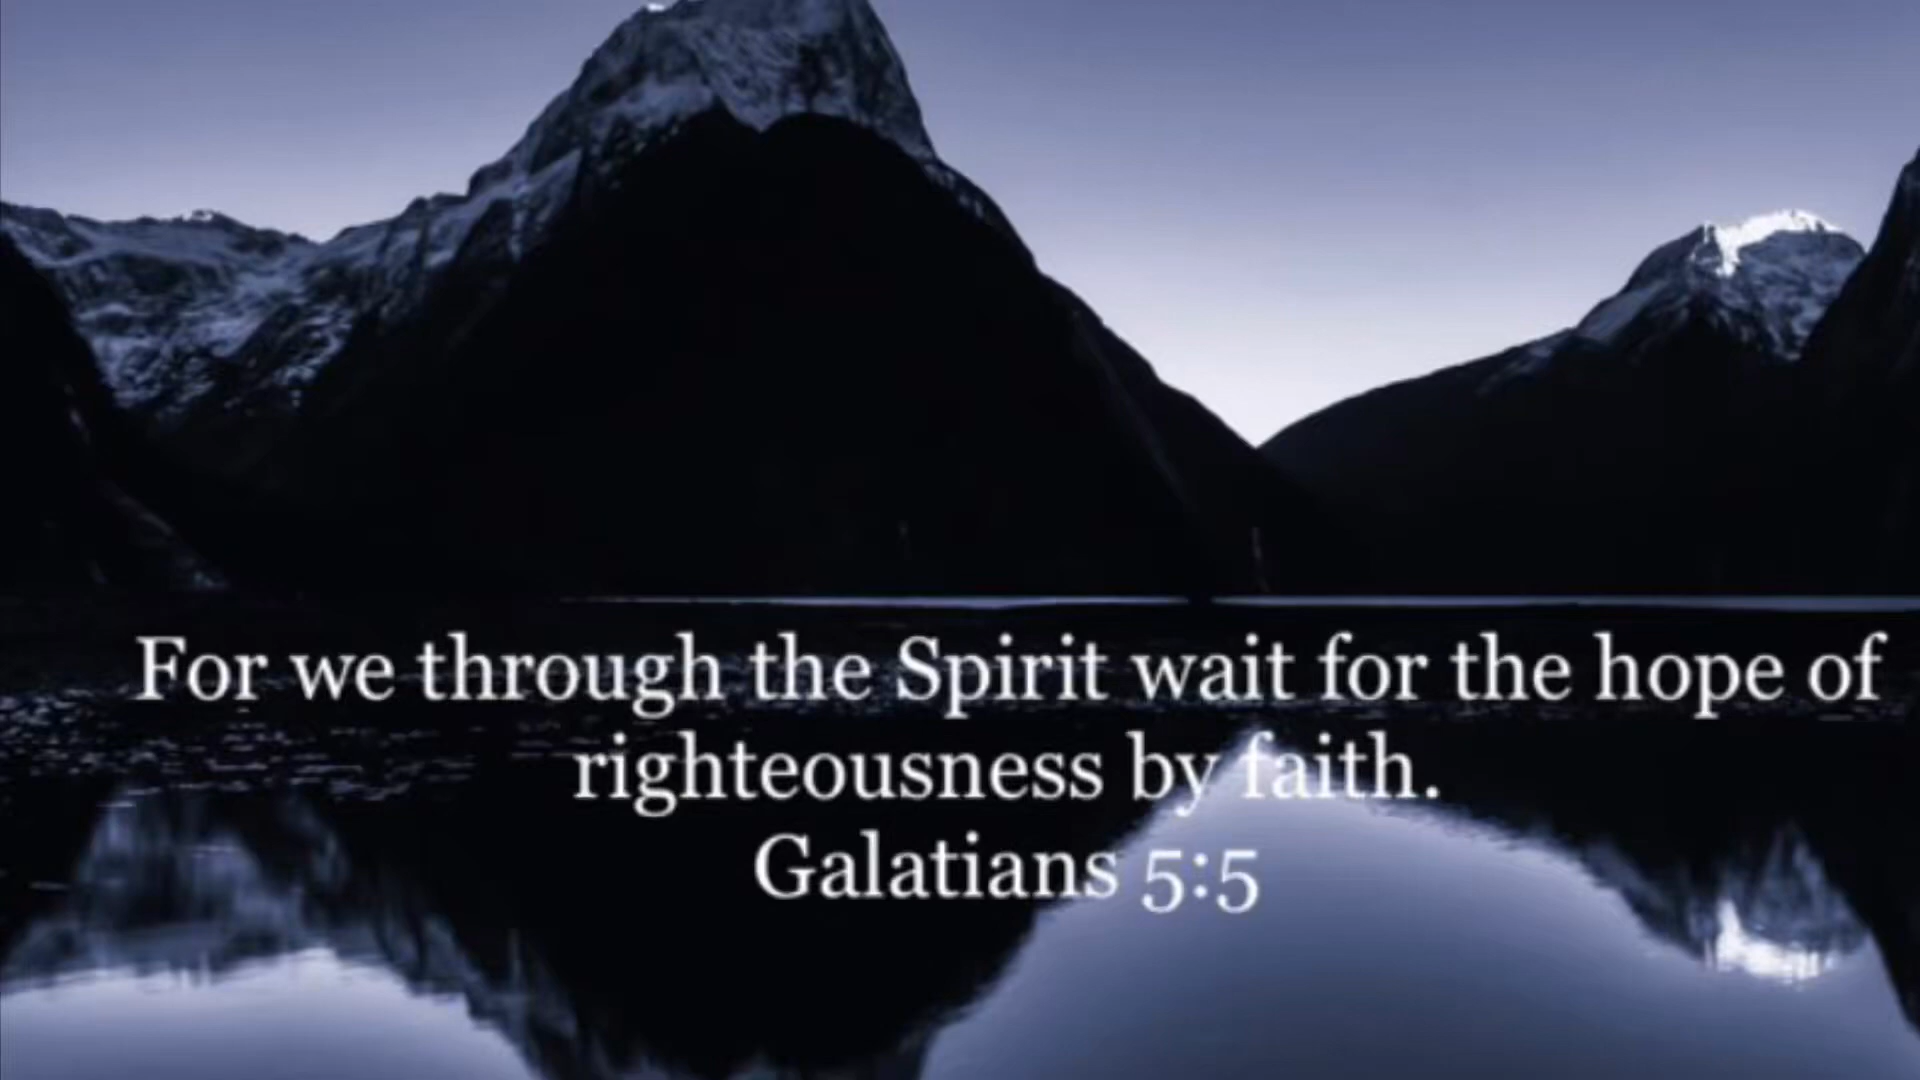 For we through the Spirit wait for the hope of
righteousness by faith.
Galatians 5:5